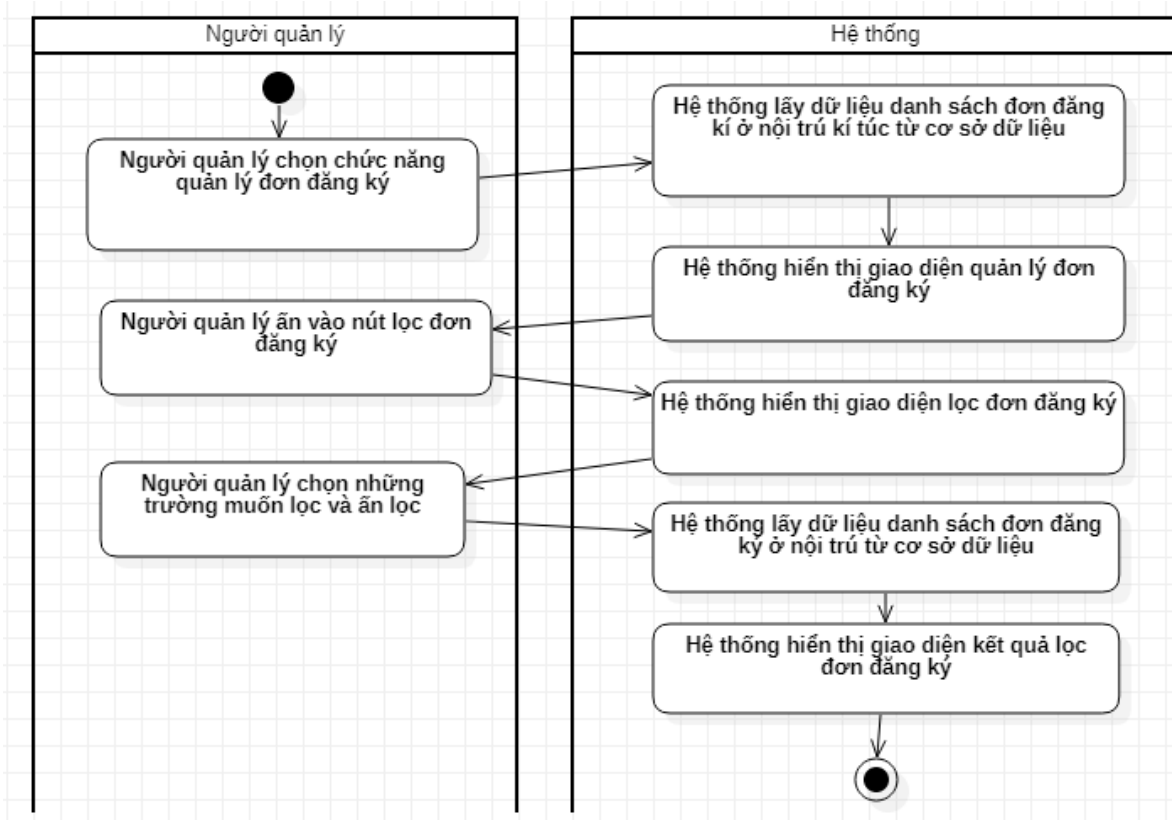 Người quản lý
Hệ thống
Người quản lý chọn chức năng
quản lý đơn đăng ký
Hệ thống lấy dữ liệu danh sách đơn đăng
kí ở nội trú kí túc từ cơ sở dữ liệu
Hệ thống hiển thị giao diện quản lý đơn
đăng ký
Người quản lý ấn vào nút lọc đơn
đăng ký
Hệ thống hiển thị giao diện lọc đơn đăng ký
Người quản lý chọn những
trường muốn lọc và ấn lọc
Hệ thống lấy dữ liệu danh sách đơn đăng
ký ở nội trú từ cơ sở dữ liệu
Hệ thống hiển thị giao diện kết quả lọc
đơn đăng ký